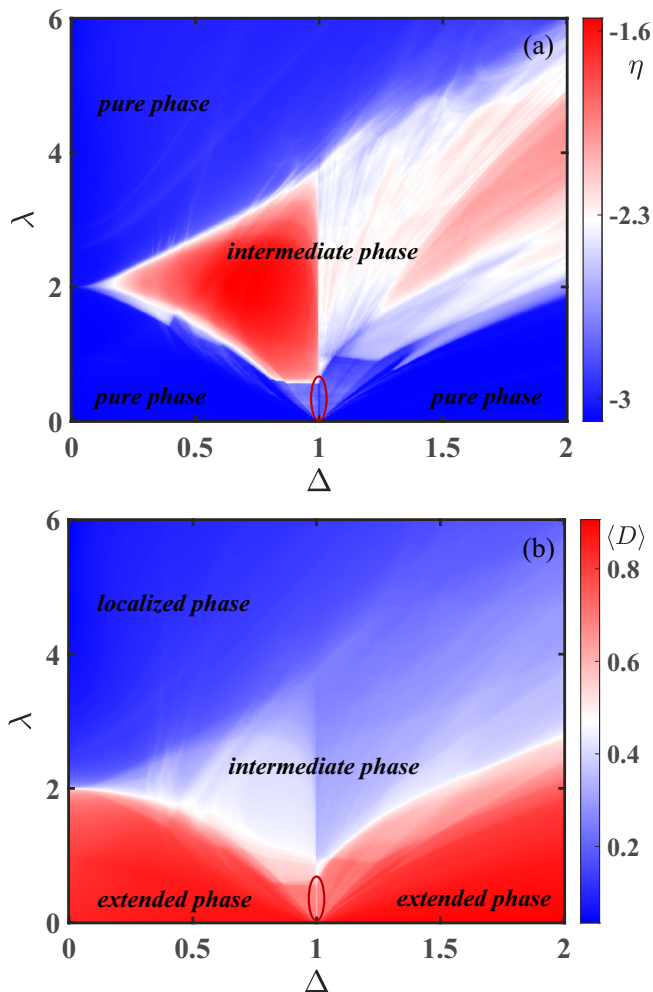 6
(a)
-1.6
η
pure phase
4
λ
intermediate phase
-2.3
2
pure phase
pure phase
-3
0
0
0.5
1
1.5
2
Δ
6
(b)
⟨D⟩
0.8
localized phase
4
0.6
λ
intermediate phase
0.4
2
extended phase
extended phase
0.2
0
0
0.5
1
1.5
2
Δ